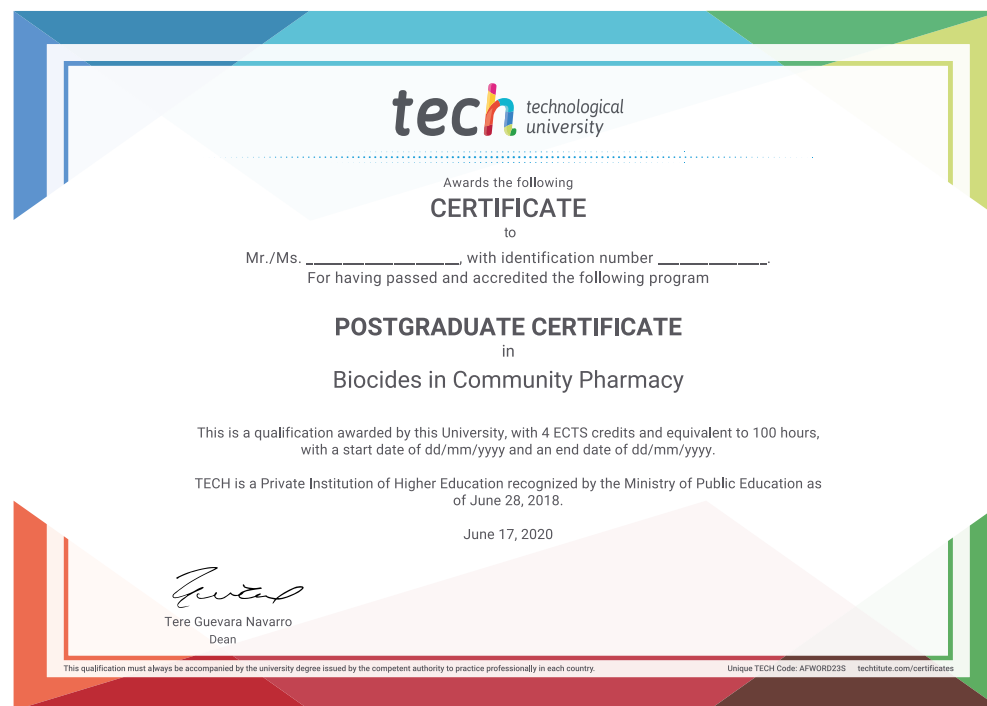 tech technological
university
Awards the following
CERTIFICATE
to
Mr./Ms. ____________________, with identification number ______________.
For having passed and accredited the following program
POSTGRADUATE CERTIFICATE
in
Biocides in Community Pharmacy
This is a qualification awarded by this University, with 4 ECTS credits and equivalent to 100 hours,
with a start date of dd/mm/yyyy and an end date of dd/mm/yyyy.
TECH is a Private Institution of Higher Education recognized by the Ministry of Public Education as
of June 28, 2018.
June 17, 2020
Tere Guevara Navarro
Dean
This qualification must always be accompanied by the university degree issued by the competent authority to practice professionally in each country.
Unique TECH Code: AFWORD23S techtitute.com/certificates